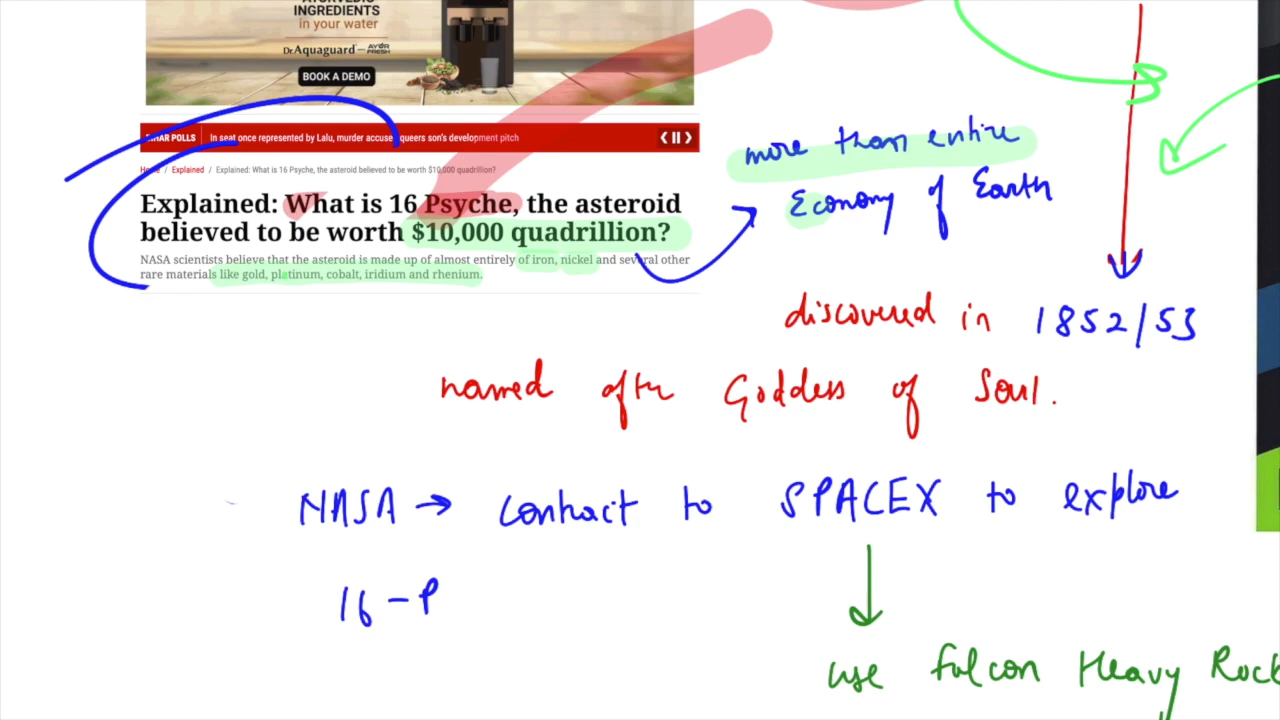 AYURVEDIC
INGREDIENTS
in your water
Dr.Aquaguard AYŪR FRESH
BOOK A DEMO
BIHAR POLLS In seat once represented by Lalu, murder accused queers son's development pitch
Home / Explained / Explained: What is 16 Psyche, the asteroid believed to be worth $10,000 quadrillion?
Explained: What is 16 Psyche, the asteroid
believed to be worth $10,000 quadrillion?
NASA scientists believe that the asteroid is made up of almost entirely of iron, nickel and several other
rare materials like gold, platinum, cobalt, iridium and rhenium.
more than entire
Economy of Earth
discovered in 1852/53
named after Goddess of Soul.
NASA → contract to SPACEX to explore
16 - P
use Falcon Heavy Rock